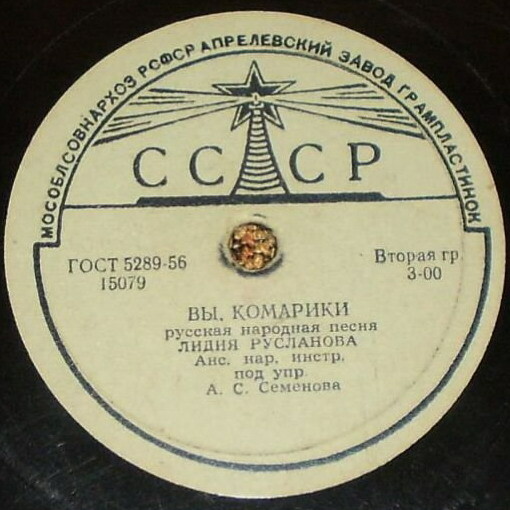 МОСОБЛСОВНАРХОЗ РСФСР АПРЕЛЕВСКИЙ ЗАВОД ГРАМПЛАСТИНОК
СССР
ГОСТ 5289-56
15079
Вторая гр.
3-00
ВЫ, КОМАРИКИ
русская народная песня
ЛИДИЯ РУСЛАНОВА
Анс. нар. инстр.
под упр.
А. С. Семенова